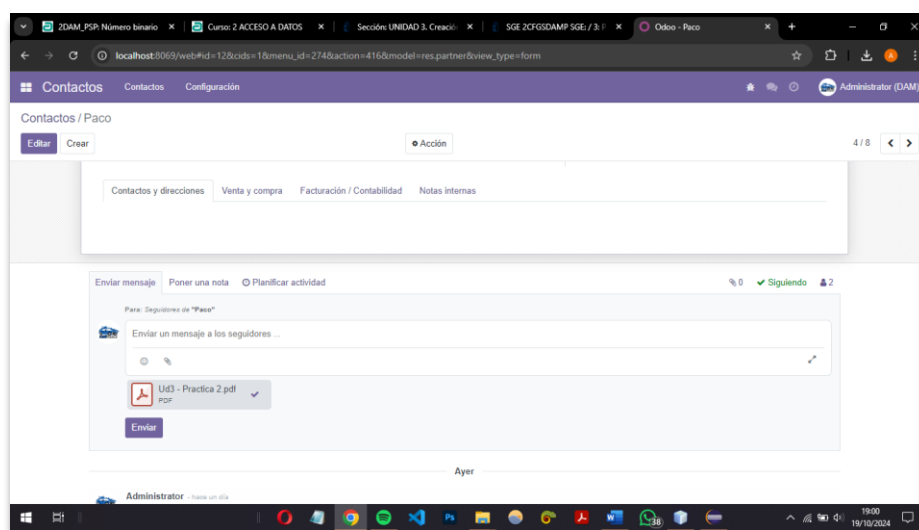 2DAM_PSP: Número binario
Curso: 2 ACCESO A DATOS
Sección: UNIDAD 3. Creació
SGE 2CFGSDAMP SGE: / 3:
Odoo - Paco
localhost:8069/web#id=12&cids=1&menu_id=274&action=416&model=res.partner&view_type=form
Contactos Contactos Configuración
Administrator (DAM)
Contactos / Paco
Editar Crear
Acción
4 / 8
Contactos y direcciones Venta y compra Facturación / Contabilidad Notas internas
Enviar mensaje Poner una nota Planificar actividad
0 Siguiendo 2
Para: Seguidores de "Paco"
Enviar un mensaje a los seguidores ...
Ud3 - Practica 2.pdf
PDF
Enviar
Ayer
Administrator - hace un día
38
19:00
19/10/2024